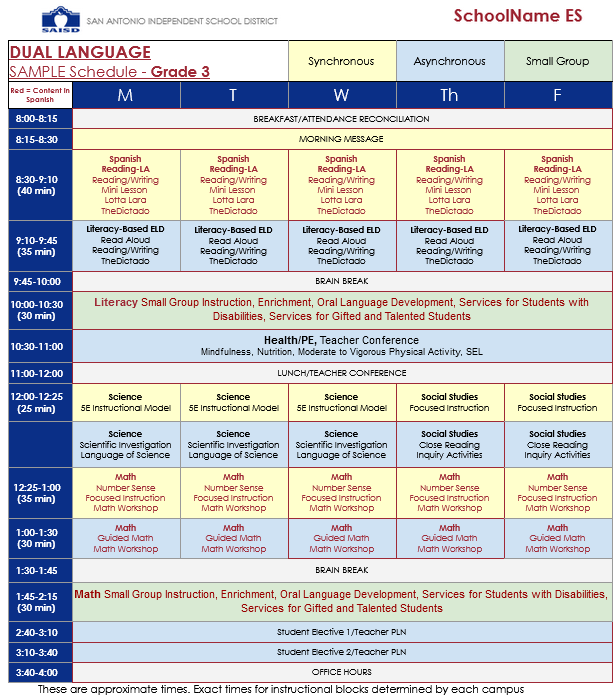 SAISD
SAN ANTONIO INDEPENDENT SCHOOL DISTRICT
SchoolName ES
DUAL LANGUAGE
SAMPLE Schedule - Grade 3
Synchronous
Asynchronous
Small Group
Red = Content in
Spanish
M T W Th F
8:00-8:15 BREAKFAST/ATTENDANCE RECONCILIATION
8:15-8:30 MORNING MESSAGE
8:30-9:10
(40 min)
Spanish Spanish Spanish Spanish Spanish
Reading-LA Reading-LA Reading-LA Reading-LA Reading-LA
Reading/Writing Reading/Writing Reading/Writing Reading/Writing Reading/Writing
Mini Lesson Mini Lesson Mini Lesson Mini Lesson Mini Lesson
Lotta Lara Lotta Lara Lotta Lara Lotta Lara Lotta Lara
TheDictado TheDictado TheDictado TheDictado TheDictado
9:10-9:45
(35 min)
Literacy-Based ELD Literacy-Based ELD Literacy-Based ELD Literacy-Based ELD Literacy-Based ELD
Read Aloud Read Aloud Read Aloud Read Aloud Read Aloud
Reading/Writing Reading/Writing Reading/Writing Reading/Writing Reading/Writing
TheDictado TheDictado TheDictado TheDictado TheDictado
9:45-10:00 BRAIN BREAK
10:00-10:30
(30 min)
Literacy Small Group Instruction, Enrichment, Oral Language Development, Services for Students with
Disabilities, Services for Gifted and Talented Students
10:30-11:00
Health/PE, Teacher Conference
Mindfulness, Nutrition, Moderate to Vigorous Physical Activity, SEL
11:00-12:00 LUNCH/TEACHER CONFERENCE
12:00-12:25
(25 min)
Science Science Science Social Studies Social Studies
5E Instructional Model 5E Instructional Model 5E Instructional Model Focused Instruction Focused Instruction
Science Science Science Social Studies Social Studies
Scientific Investigation Scientific Investigation Scientific Investigation Close Reading Close Reading
Language of Science Language of Science Language of Science Inquiry Activities Inquiry Activities
12:25-1:00
(35 min)
Math Math Math Math Math
Number Sense Number Sense Number Sense Number Sense Number Sense
Focused Instruction Focused Instruction Focused Instruction Focused Instruction Focused Instruction
Math Workshop Math Workshop Math Workshop Math Workshop Math Workshop
1:00-1:30
(30 min)
Math Math Math Math Math
Guided Math Guided Math Guided Math Guided Math Guided Math
Math Workshop Math Workshop Math Workshop Math Workshop Math Workshop
1:30-1:45 BRAIN BREAK
1:45-2:15
(30 min)
Math Small Group Instruction, Enrichment, Oral Language Development, Services for Students with Disabilities,
Services for Gifted and Talented Students
2:40-3:10 Student Elective 1/Teacher PLN
3:10-3:40 Student Elective 2/Teacher PLN
3:40-4:00 OFFICE HOURS
These are approximate times. Exact times for instructional blocks determined by each campus